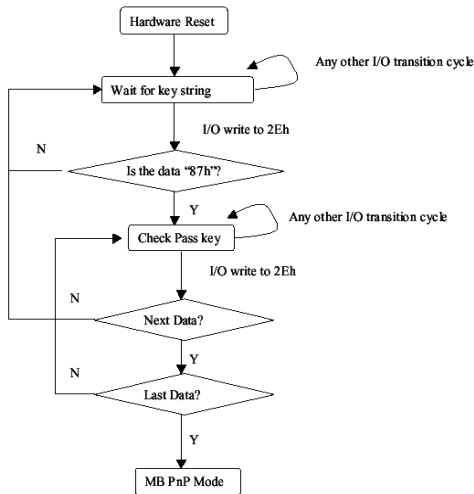 Hardware Reset
Any other I/O transition cycle
Wait for key string
I/O write to 2Eh
N
Is the data “87h”?
Y
Any other I/O transition cycle
Check Pass key
I/O write to 2Eh
N
Next Data?
Y
N
Last Data?
Y
MB PnP Mode